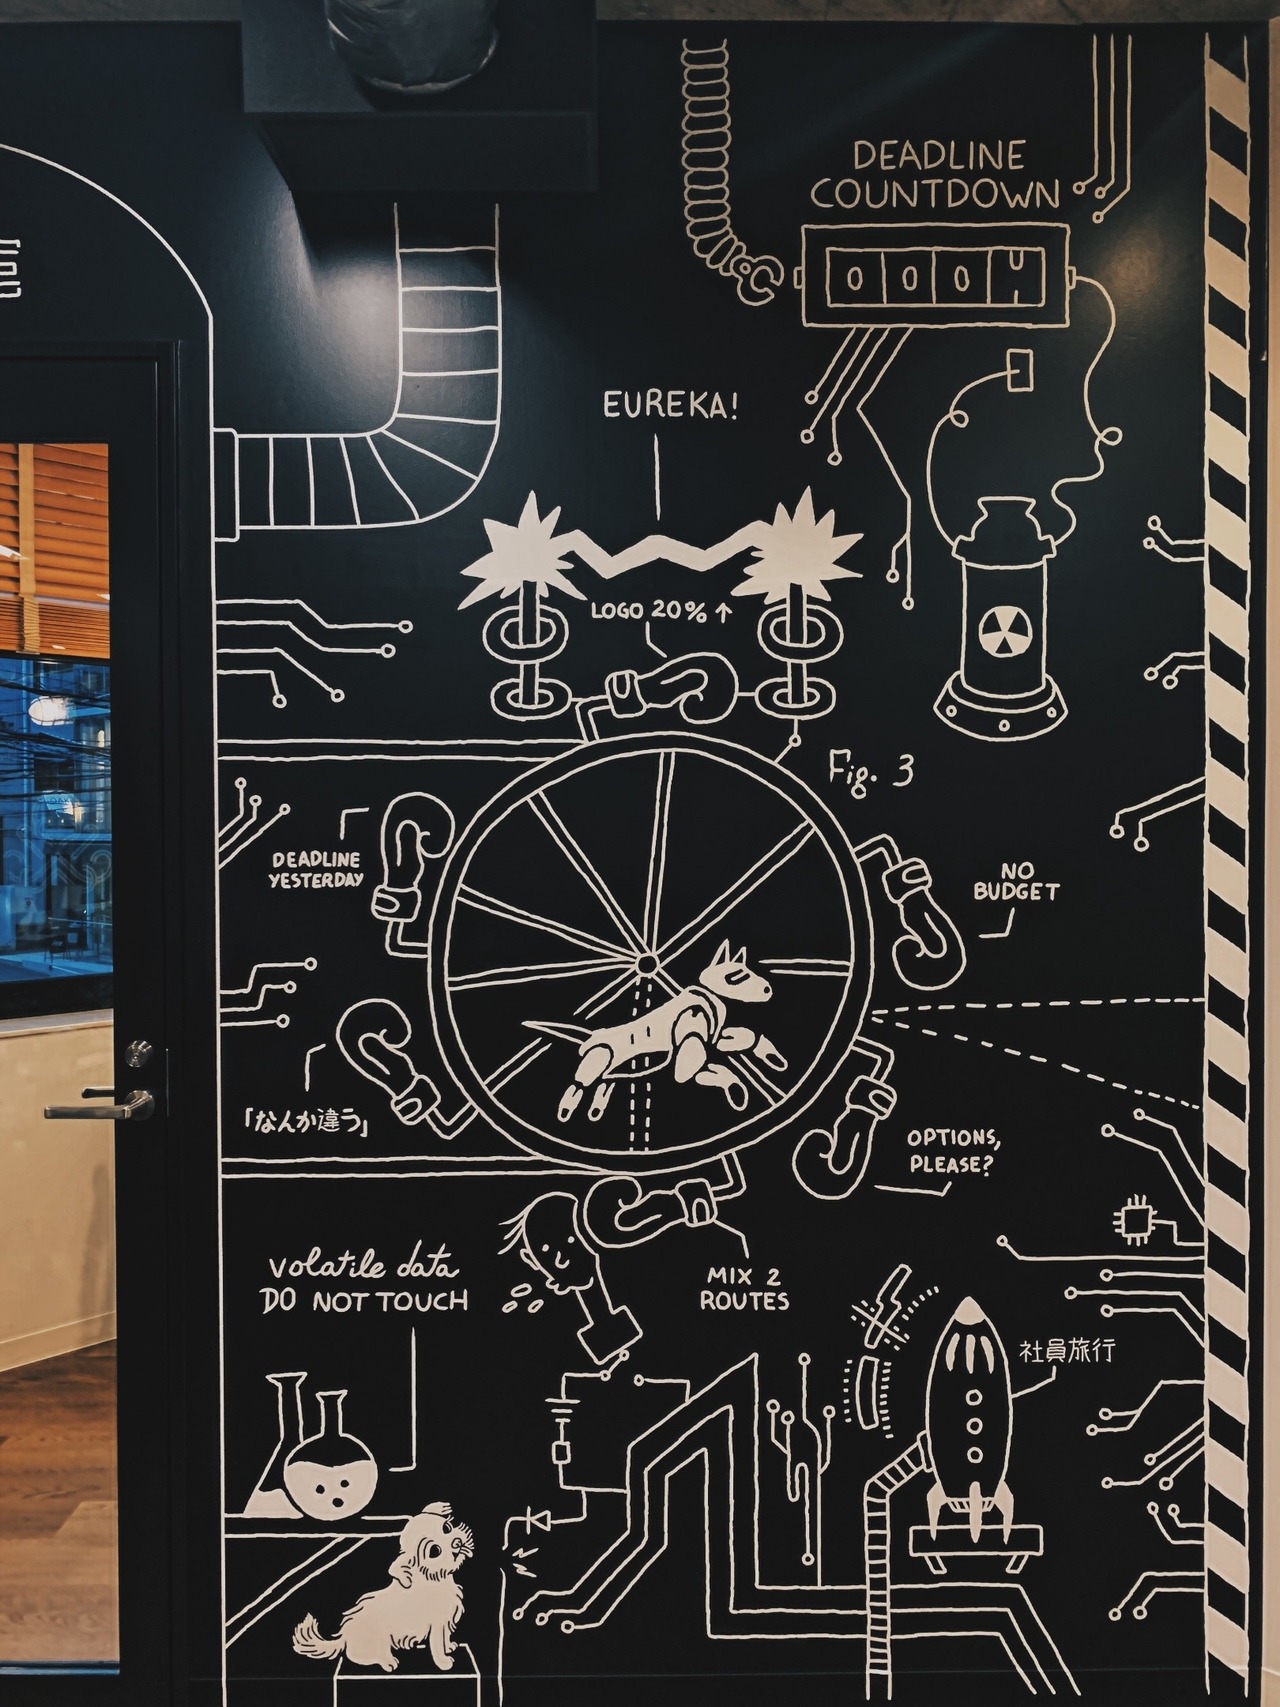 DEADLINE
COUNTDOWN
000
EUREKA!
LOGO 20% ↑
Fig. 3
DEADLINE
YESTERDAY
NO
BUDGET
「なんか違う」
OPTIONS,
PLEASE?
volatile data
DO NOT TOUCH
MIX 2
ROUTES
社員旅行